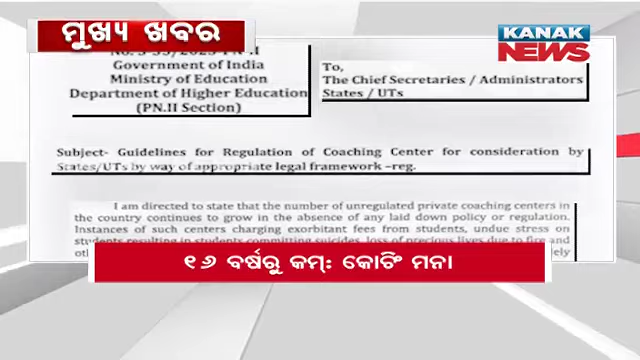 ମୁଖ୍ୟ ଖବର
KANAK
NEWS
Government of India
Ministry of Education
Department of Higher Education
(PN.II Section)
To,
The Chief Secretaries / Administrators
States / UTs
Subject- Guidelines for Regulation of Coaching Center for consideration by
States/UTs by way of appropriate legal framework –reg.
I am directed to state that the number of unregulated private coaching centers in
the country continues to grow in the absence of any laid down policy or regulation.
Instances of such centers charging exorbitant fees from students, undue stress on
students resulting in students committing suicides, loss of precious lives due to fire and
୧୬ ବର୍ଷରୁ କମ୍: କୋଚିଂ ମନା